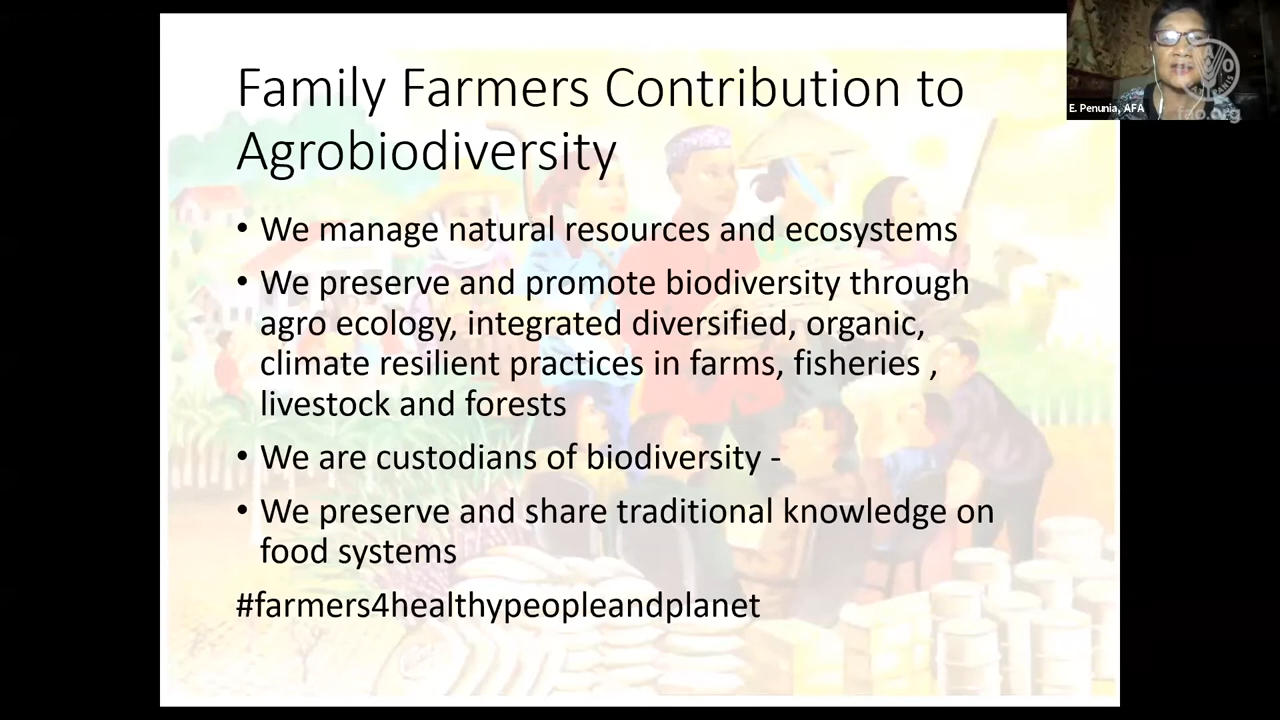 Family Farmers Contribution to
Agrobiodiversity
• We manage natural resources and ecosystems
• We preserve and promote biodiversity through
agro ecology, integrated diversified, organic,
climate resilient practices in farms, fisheries ,
livestock and forests
• We are custodians of biodiversity -
• We preserve and share traditional knowledge on
food systems
#farmers4healthypeopleandplanet
E. Penunia, AFA
fao.org